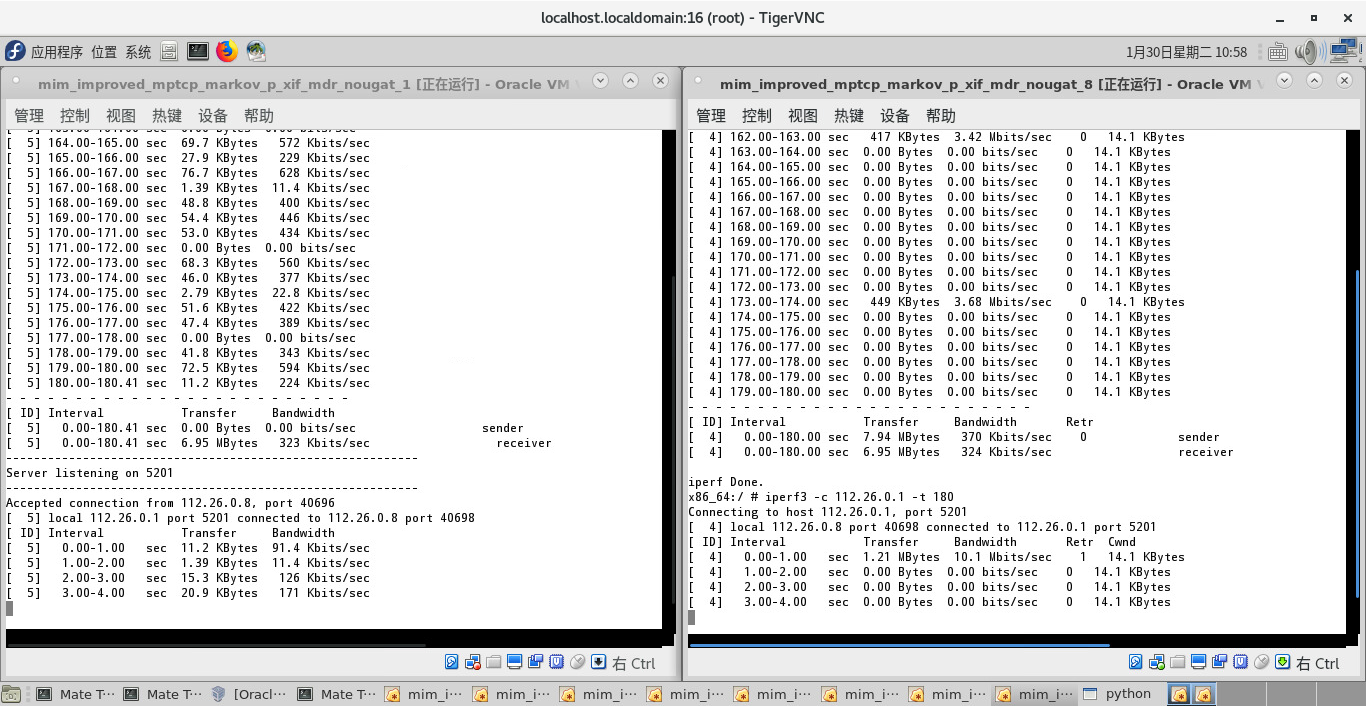 localhost.localdomain:16 (root) - TigerVNC
应用程序 位置 系统
1月30日星期二 10:58
mim_improved_mptcp_markov_p_xif_mdr_nougat_1 [正在运行] - Oracle VM
管理 控制 视图 热键 设备 帮助
[  5] 164.00-165.00 sec  69.7 KBytes   572 Kbits/sec
[  5] 165.00-166.00 sec  27.9 KBytes   229 Kbits/sec
[  5] 166.00-167.00 sec  76.7 KBytes   628 Kbits/sec
[  5] 167.00-168.00 sec  1.39 KBytes  11.4 Kbits/sec
[  5] 168.00-169.00 sec  48.8 KBytes   400 Kbits/sec
[  5] 169.00-170.00 sec  54.4 KBytes   446 Kbits/sec
[  5] 170.00-171.00 sec  53.0 KBytes   434 Kbits/sec
[  5] 171.00-172.00 sec  0.00 Bytes  0.00 bits/sec
[  5] 172.00-173.00 sec  68.3 KBytes   560 Kbits/sec
[  5] 173.00-174.00 sec  46.0 KBytes   377 Kbits/sec
[  5] 174.00-175.00 sec  2.79 KBytes  22.8 Kbits/sec
[  5] 175.00-176.00 sec  51.6 KBytes   422 Kbits/sec
[  5] 176.00-177.00 sec  47.4 KBytes   389 Kbits/sec
[  5] 177.00-178.00 sec  0.00 Bytes  0.00 bits/sec
[  5] 178.00-179.00 sec  41.8 KBytes   343 Kbits/sec
[  5] 179.00-180.00 sec  72.5 KBytes   594 Kbits/sec
[  5] 180.00-180.41 sec  11.2 KBytes   224 Kbits/sec
- - - - - - - - - - - - - - - - - - - - - - - - -
[ ID] Interval           Transfer     Bandwidth
[  5]   0.00-180.41 sec  0.00 Bytes  0.00 bits/sec                  sender
[  5]   0.00-180.41 sec  6.95 MBytes   323 Kbits/sec                  receiver
-----------------------------------------------------------
Server listening on 5201
-----------------------------------------------------------
Accepted connection from 112.26.0.8, port 40696
[  5] local 112.26.0.1 port 5201 connected to 112.26.0.8 port 40698
[ ID] Interval           Transfer     Bandwidth
[  5]   0.00-1.00   sec  11.2 KBytes  91.4 Kbits/sec
[  5]   1.00-2.00   sec  1.39 KBytes  11.4 Kbits/sec
[  5]   2.00-3.00   sec  15.3 KBytes   126 Kbits/sec
[  5]   3.00-4.00   sec  20.9 KBytes   171 Kbits/sec
右 Ctrl
mim_improved_mptcp_markov_p_xif_mdr_nougat_8 [正在运行] - Oracle VM
管理 控制 视图 热键 设备 帮助
[  4] 162.00-163.00 sec   417 KBytes  3.42 Mbits/sec    0   14.1 KBytes
[  4] 163.00-164.00 sec  0.00 Bytes  0.00 bits/sec    0   14.1 KBytes
[  4] 164.00-165.00 sec  0.00 Bytes  0.00 bits/sec    0   14.1 KBytes
[  4] 165.00-166.00 sec  0.00 Bytes  0.00 bits/sec    0   14.1 KBytes
[  4] 166.00-167.00 sec  0.00 Bytes  0.00 bits/sec    0   14.1 KBytes
[  4] 167.00-168.00 sec  0.00 Bytes  0.00 bits/sec    0   14.1 KBytes
[  4] 168.00-169.00 sec  0.00 Bytes  0.00 bits/sec    0   14.1 KBytes
[  4] 169.00-170.00 sec  0.00 Bytes  0.00 bits/sec    0   14.1 KBytes
[  4] 170.00-171.00 sec  0.00 Bytes  0.00 bits/sec    0   14.1 KBytes
[  4] 171.00-172.00 sec  0.00 Bytes  0.00 bits/sec    0   14.1 KBytes
[  4] 172.00-173.00 sec  0.00 Bytes  0.00 bits/sec    0   14.1 KBytes
[  4] 173.00-174.00 sec   449 KBytes  3.68 Mbits/sec    0   14.1 KBytes
[  4] 174.00-175.00 sec  0.00 Bytes  0.00 bits/sec    0   14.1 KBytes
[  4] 175.00-176.00 sec  0.00 Bytes  0.00 bits/sec    0   14.1 KBytes
[  4] 176.00-177.00 sec  0.00 Bytes  0.00 bits/sec    0   14.1 KBytes
[  4] 177.00-178.00 sec  0.00 Bytes  0.00 bits/sec    0   14.1 KBytes
[  4] 178.00-179.00 sec  0.00 Bytes  0.00 bits/sec    0   14.1 KBytes
[  4] 179.00-180.00 sec  0.00 Bytes  0.00 bits/sec    0   14.1 KBytes
- - - - - - - - - - - - - - - - - - - - - - - - -
[ ID] Interval           Transfer     Bandwidth       Retr
[  4]   0.00-180.00 sec  7.94 MBytes   370 Kbits/sec    0             sender
[  4]   0.00-180.00 sec  6.95 MBytes   324 Kbits/sec                  receiver
iperf Done.
x86_64:/ # iperf3 -c 112.26.0.1 -t 180
Connecting to host 112.26.0.1, port 5201
[  4] local 112.26.0.8 port 40698 connected to 112.26.0.1 port 5201
[ ID] Interval           Transfer     Bandwidth       Retr  Cwnd
[  4]   0.00-1.00   sec  1.21 MBytes  10.1 Mbits/sec    1   14.1 KBytes
[  4]   1.00-2.00   sec  0.00 Bytes  0.00 bits/sec    0   14.1 KBytes
[  4]   2.00-3.00   sec  0.00 Bytes  0.00 bits/sec    0   14.1 KBytes
[  4]   3.00-4.00   sec  0.00 Bytes  0.00 bits/sec    0   14.1 KBytes
右 Ctrl
Mate T··· Mate T··· [Oracl··· Mate T··· mim_i··· mim_i··· mim_i··· mim_i··· mim_i··· mim_i··· mim_i··· mim_i··· python